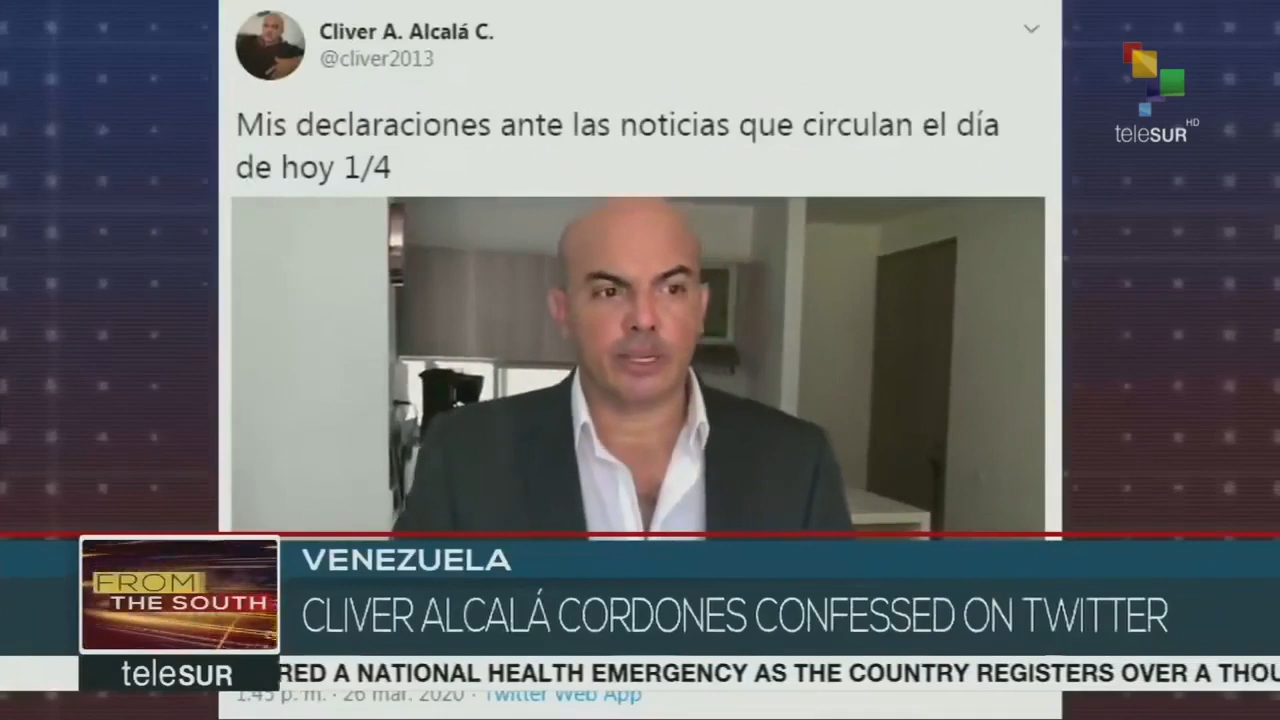 Cliver A. Alcalá C.
@cliver2013
Mis declaraciones ante las noticias que circulan el día
de hoy 1/4
teleSUR HD
VENEZUELA
CLIVER ALCALÁ CORDONES CONFESSED ON TWITTER
FROM
THE SOUTH
teleSUR
RED A NATIONAL HEALTH EMERGENCY AS THE COUNTRY REGISTERS OVER A THOU
1:45 p. m. · 26 mar. 2020 · Twitter Web App